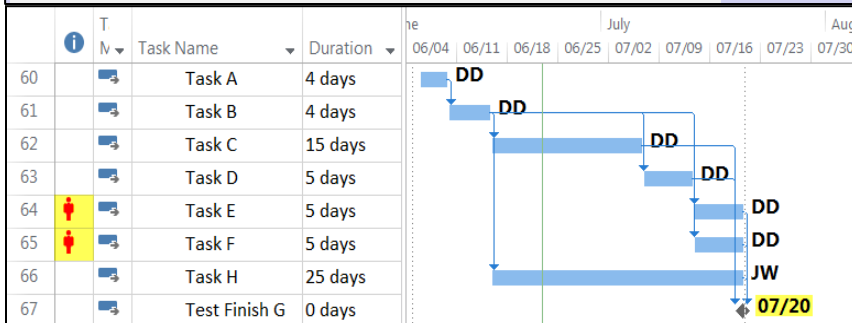 T
M
Task Name
Duration
ne
July
Aug
06/04 06/11 06/18 06/25 07/02 07/09 07/16 07/23 07/30
60 Task A 4 days DD
61 Task B 4 days DD
62 Task C 15 days DD
63 Task D 5 days DD
64 Task E 5 days DD
65 Task F 5 days DD
66 Task H 25 days JW
67 Test Finish G 0 days 07/20